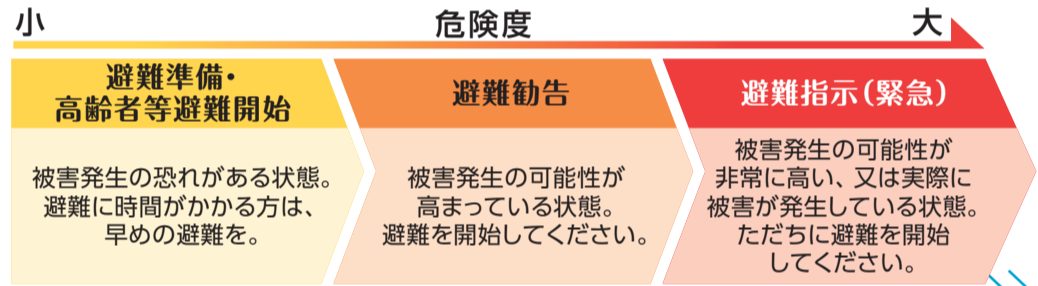 小 危険度 大
避難準備・
高齢者等避難開始
被害発生の恐れがある状態。
避難に時間がかかる方は、
早めの避難を。
避難勧告
被害発生の可能性が
高まっている状態。
避難を開始してください。
避難指示(緊急)
被害発生の可能性が
非常に高い、又は実際に
被害が発生している状態。
ただちに避難を開始
してください。